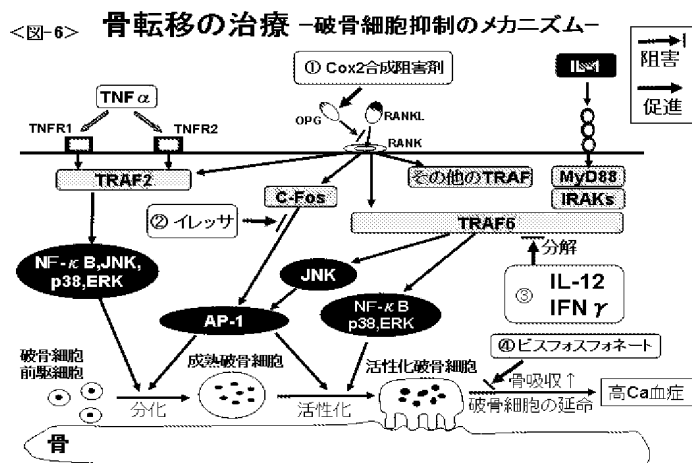 <図-6> 骨転移の治療 -破骨細胞抑制のメカニズム-
阻害
促進
① Cox2合成阻害剤
IL-1
TNFα
OPG
RANKL
TNFR1
TNFR2
RANK
TRAF2
C-Fos
その他のTRAF
MyD88
IRAKs
② イレッサ
TRAF6
分解
NF-κB,JNK,
p38,ERK
JNK
③ IL-12
IFNγ
AP-1
NF-κB
p38,ERK
④ビスフォスフォネート
破骨細胞
前駆細胞
成熟破骨細胞
活性化破骨細胞
分化
活性化
骨吸収↑
破骨細胞の延命
高Ca血症
骨